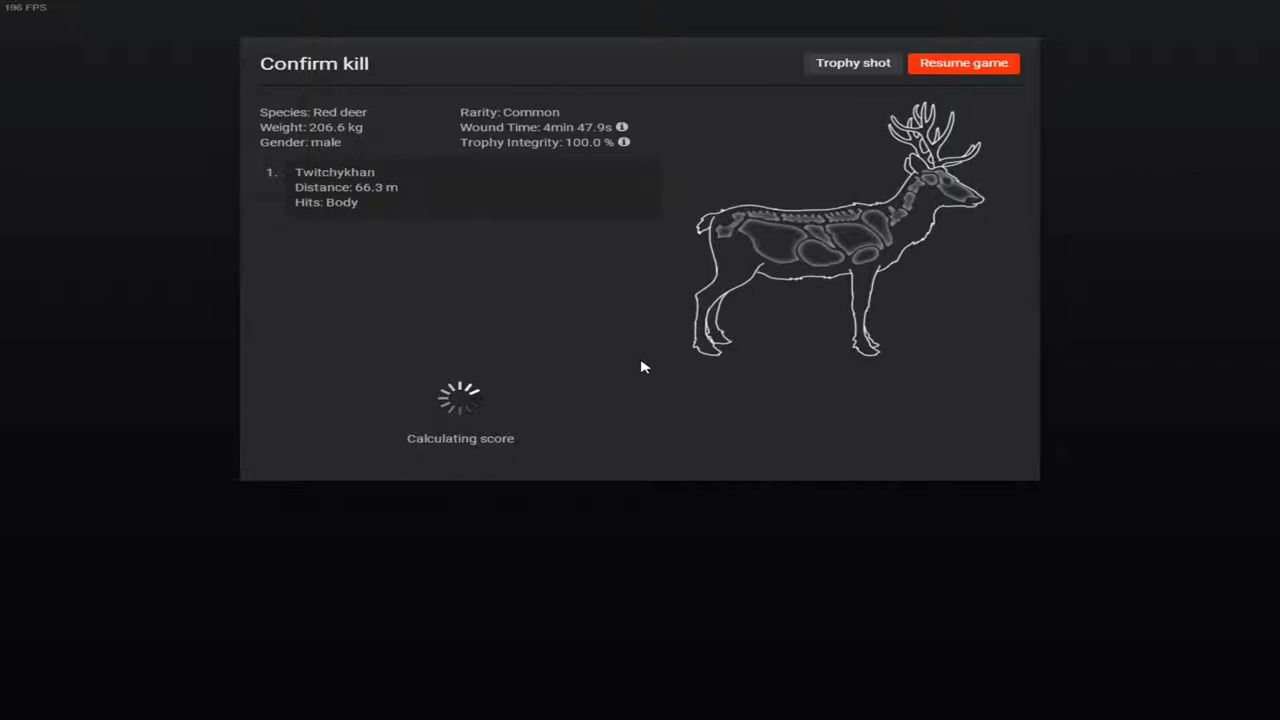 196 FPS
Confirm kill
Trophy shot
Resume game
Species: Red deer
Weight: 206.6 kg
Gender: male
Rarity: Common
Wound Time: 4min 47.9s
Trophy Integrity: 100.0 %
1. Twitchykhan
Distance: 66.3 m
Hits: Body
Calculating score